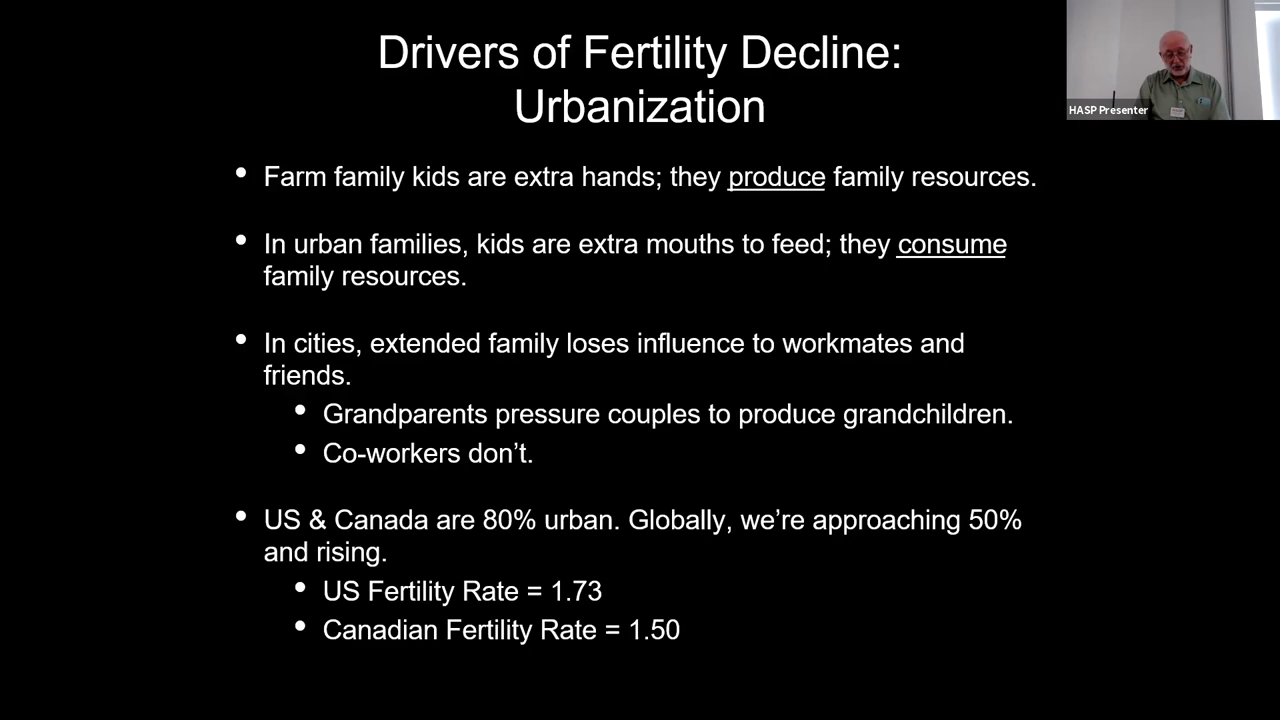 Drivers of Fertility Decline:
Urbanization
HASP Presenter
• Farm family kids are extra hands; they produce family resources.
• In urban families, kids are extra mouths to feed; they consume
family resources.
• In cities, extended family loses influence to workmates and
friends.
• Grandparents pressure couples to produce grandchildren.
• Co-workers don’t.
• US & Canada are 80% urban. Globally, we’re approaching 50%
and rising.
• US Fertility Rate = 1.73
• Canadian Fertility Rate = 1.50